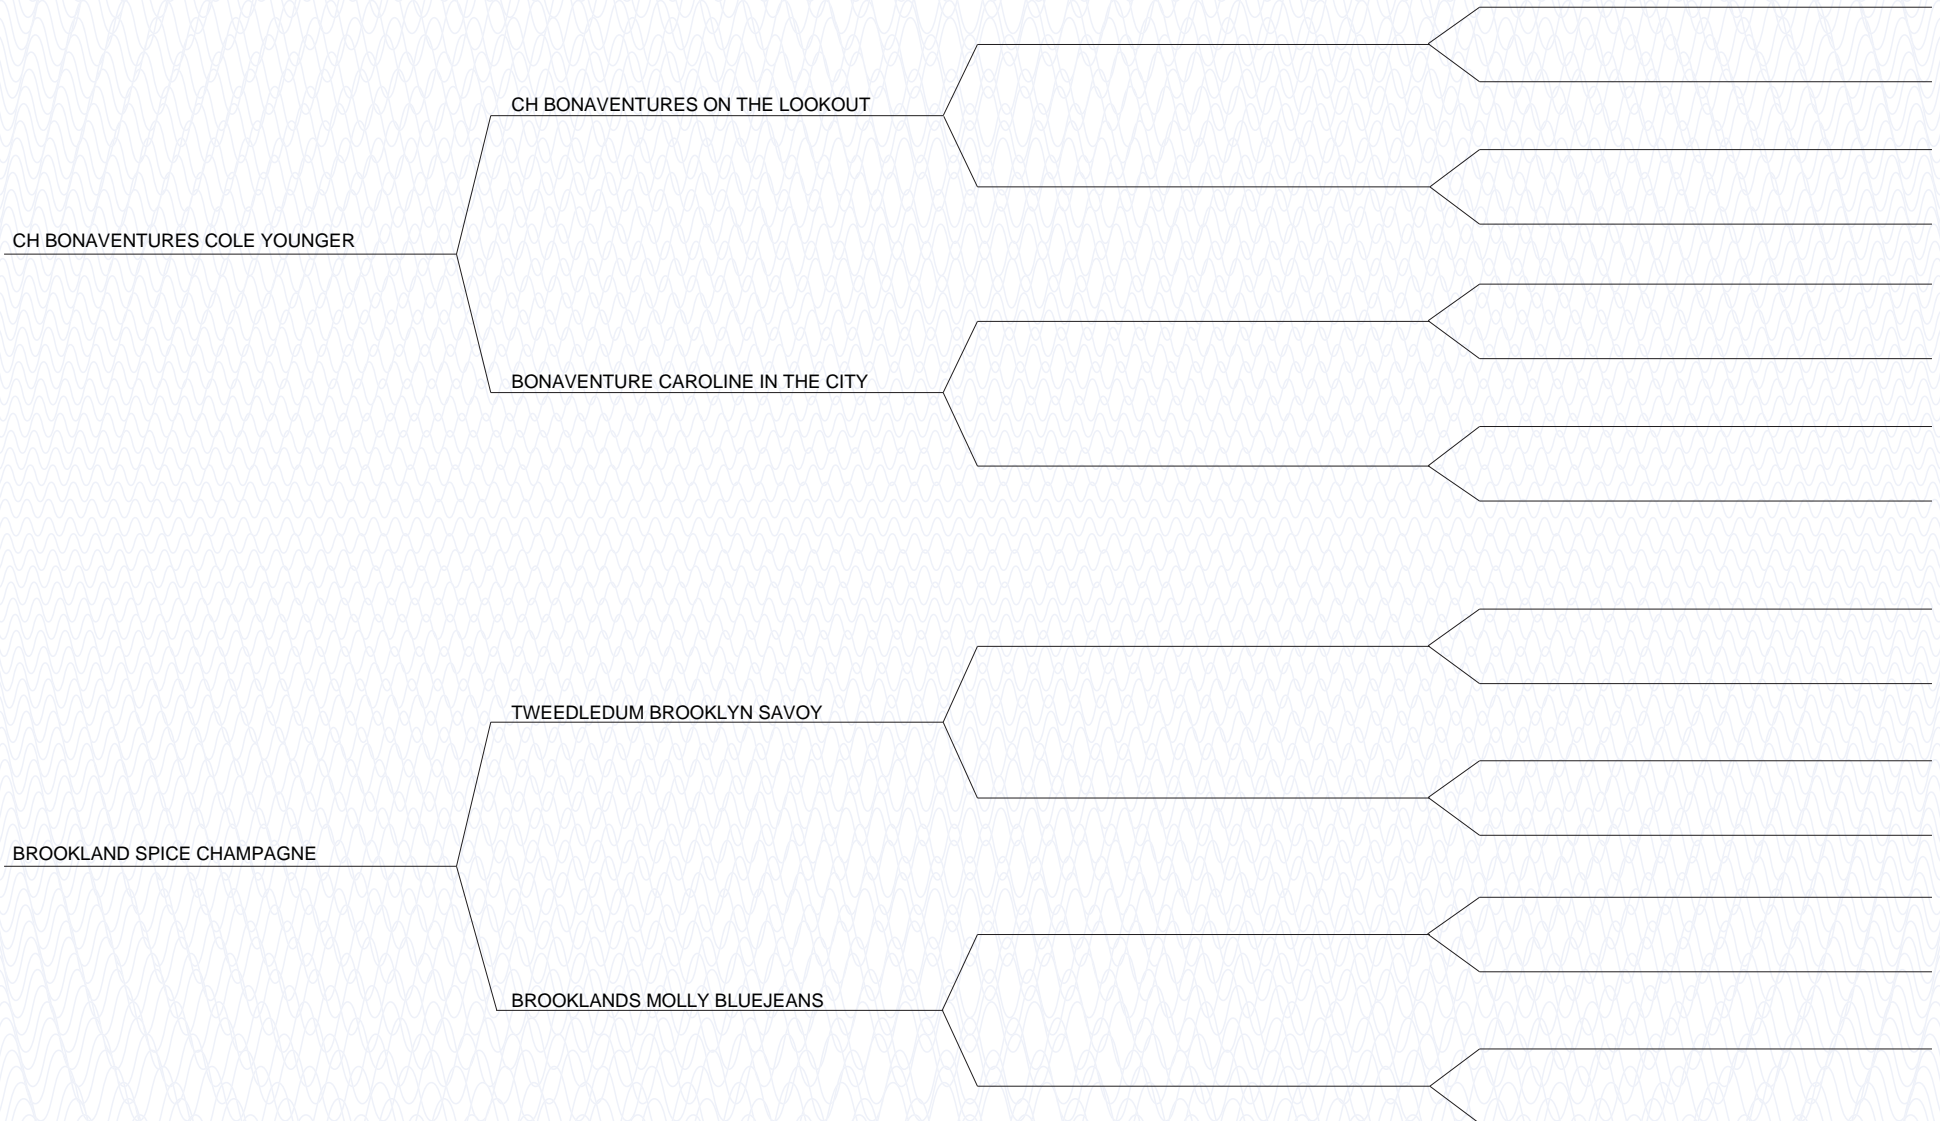 CH BONAVENTURES ON THE LOOKOUT
CH BONAVENTURES COLE YOUNGER
BONAVENTURE CAROLINE IN THE CITY
TWEEDLEDUM BROOKLYN SAVOY
BROOKLAND SPICE CHAMPAGNE
BROOKLANDS MOLLY BLUEJEANS